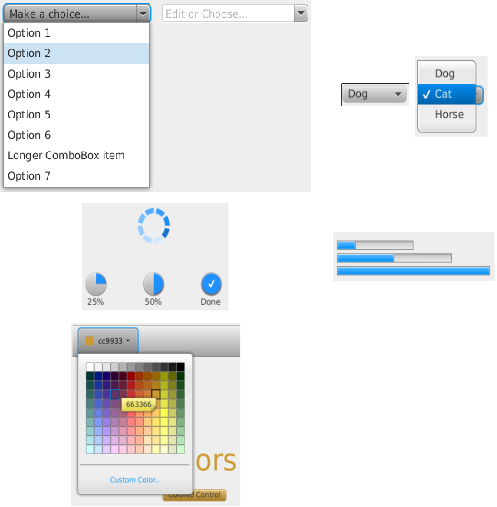 Make a choice...
Edit or Choose...
Option 1
Option 2
Option 3
Option 4
Option 5
Option 6
Longer ComboBox item
Option 7
Dog
Dog
Cat
Horse
25%
50%
Done
cc9933
663366
ors
Custom Color..
Colored Control